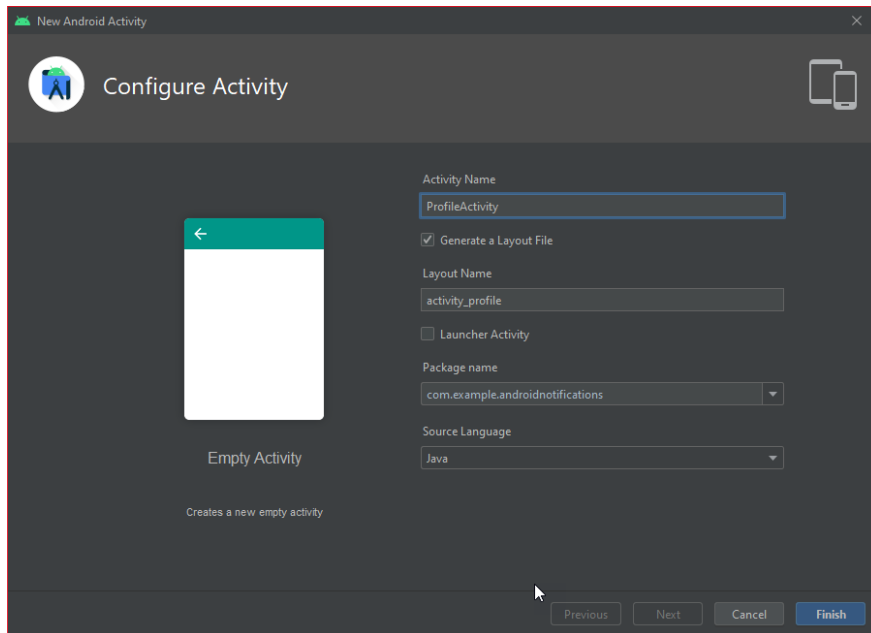 New Android Activity
Configure Activity
Activity Name
ProfileActivity
Generate a Layout File
Layout Name
activity_profile
Launcher Activity
Package name
com.example.androidnotifications
Source Language
Java
Empty Activity
Creates a new empty activity
Previous Next Cancel Finish